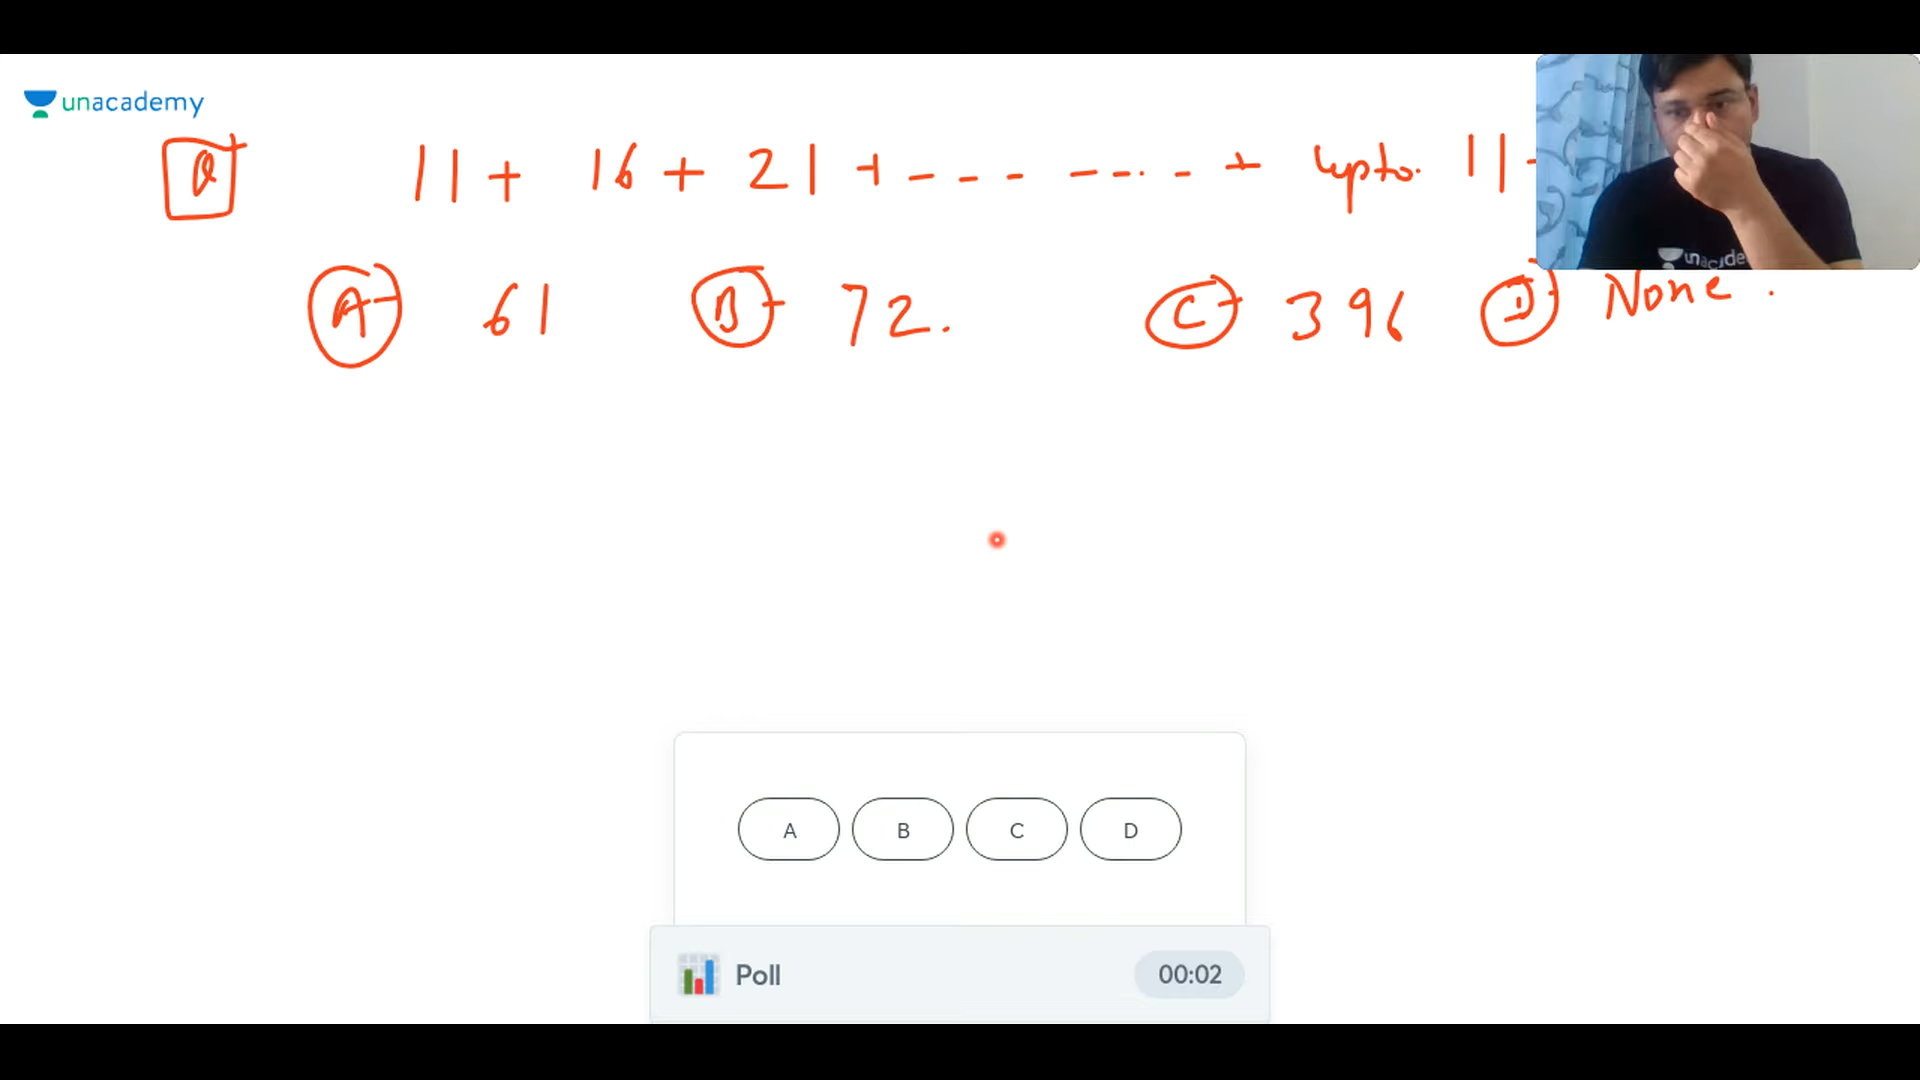 unacademy
Q 11 + 16 + 21 + - - - - - - - - + upto. 11
A 61 B 72. C 396 D None.
A B C D
Poll 00:02